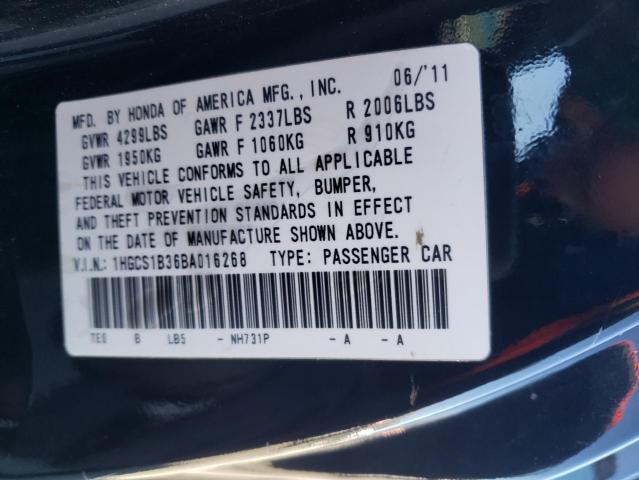 MFD. BY HONDA OF AMERICA MFG., INC. 06/'11
GVWR 4299LBS GAWR F 2337LBS R 2006LBS
GVWR 1950KG GAWR F 1060KG R 910KG
THIS VEHICLE CONFORMS TO ALL APPLICABLE
FEDERAL MOTOR VEHICLE SAFETY, BUMPER,
AND THEFT PREVENTION STANDARDS IN EFFECT
ON THE DATE OF MANUFACTURE SHOWN ABOVE.
V.I.N.: 1HGCS1B36BA016268 TYPE: PASSENGER CAR
TE0 B LB5 - NH731P - A - A